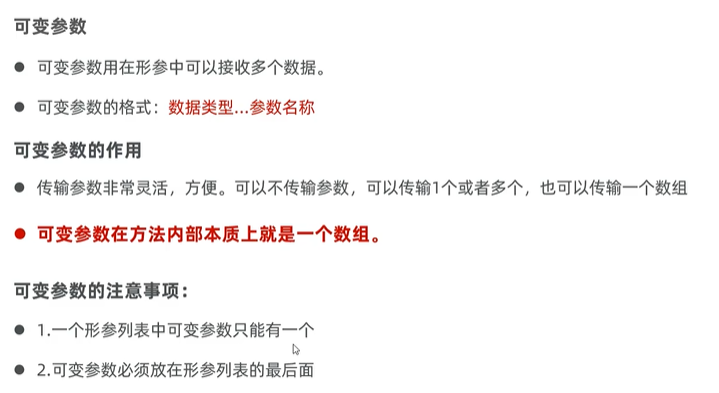 可变参数
● 可变参数用在形参中可以接收多个数据。
● 可变参数的格式：数据类型...参数名称
可变参数的作用
● 传输参数非常灵活，方便。可以不传输参数，可以传输1个或者多个，也可以传输一个数组
● 可变参数在方法内部本质上就是一个数组。
可变参数的注意事项：
● 1.一个形参列表中可变参数只能有一个
● 2.可变参数必须放在形参列表的最后面